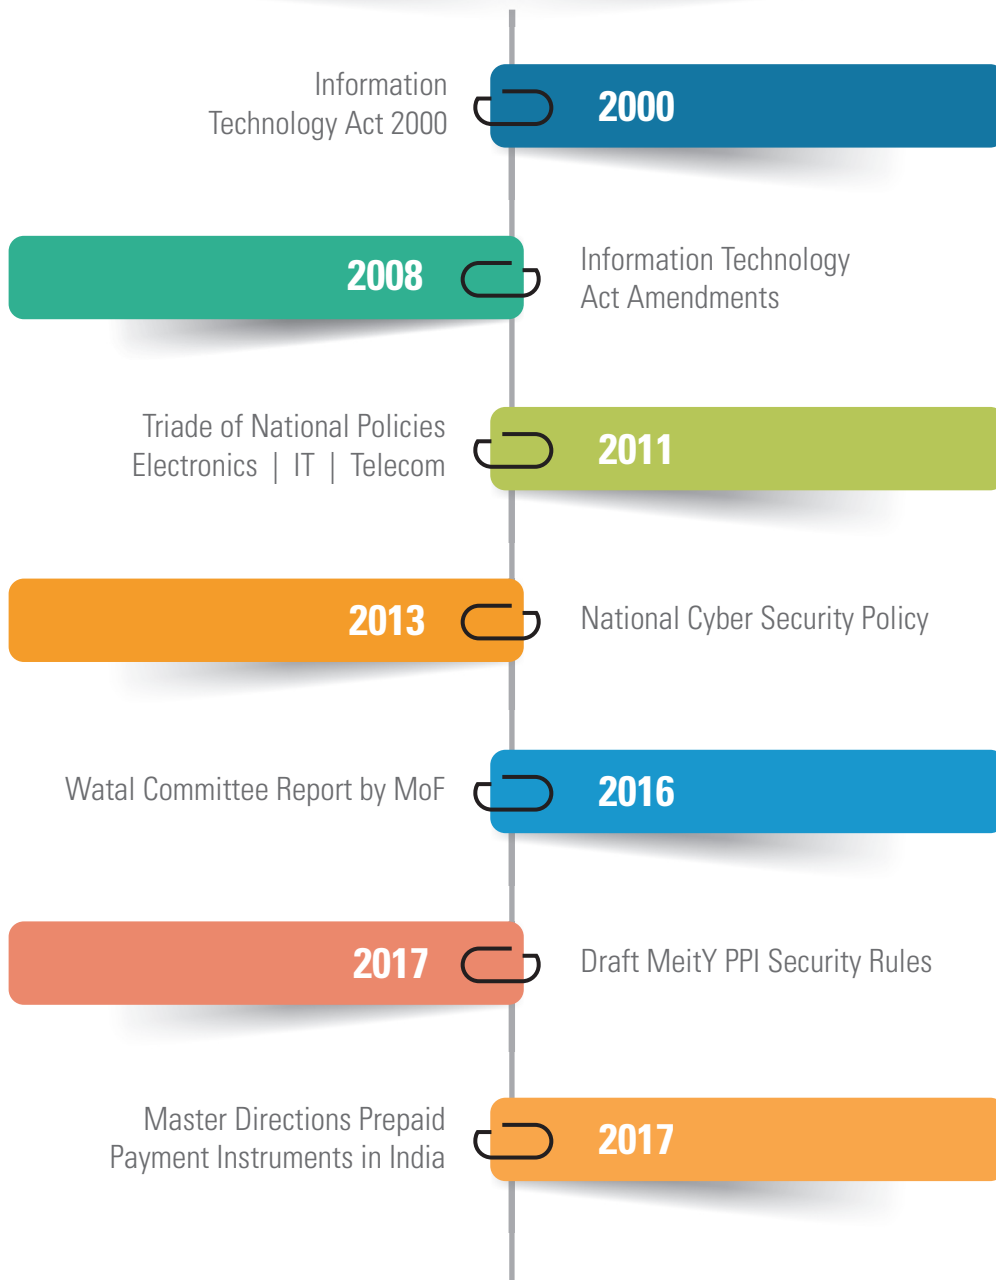 Information
Technology Act 2000
2000
2008
Information Technology
Act Amendments
Triade of National Policies
Electronics | IT | Telecom
2011
2013
National Cyber Security Policy
Watal Committee Report by MoF
2016
2017
Draft MeitY PPI Security Rules
Master Directions Prepaid
Payment Instruments in India
2017